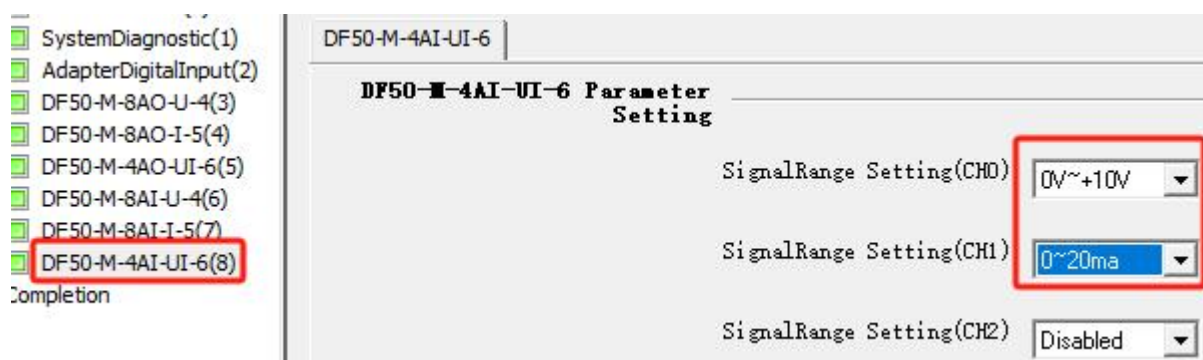 SystemDiagnostic(1)
AdapterDigitalInput(2)
DF50-M-8AO-U-4(3)
DF50-M-8AO-I-5(4)
DF50-M-4AO-UI-6(5)
DF50-M-8AI-U-4(6)
DF50-M-8AI-I-5(7)
DF50-M-4AI-UI-6(8)
Completion
DF50-M-4AI-UI-6
DF50-M-4AI-UI-6 Parameter
Setting
SignalRange Setting(CH0) 0V~+10V
SignalRange Setting(CH1) 0~20ma
SignalRange Setting(CH2) Disabled